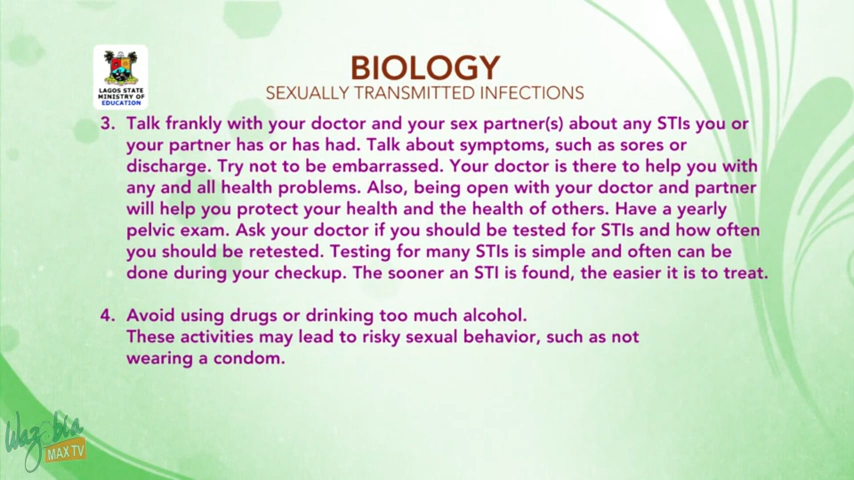 LAGOS STATE
MINISTRY OF
EDUCATION
BIOLOGY
SEXUALLY TRANSMITTED INFECTIONS
3. Talk frankly with your doctor and your sex partner(s) about any STIs you or
your partner has or has had. Talk about symptoms, such as sores or
discharge. Try not to be embarrassed. Your doctor is there to help you with
any and all health problems. Also, being open with your doctor and partner
will help you protect your health and the health of others. Have a yearly
pelvic exam. Ask your doctor if you should be tested for STIs and how often
you should be retested. Testing for many STIs is simple and often can be
done during your checkup. The sooner an STI is found, the easier it is to treat.
4. Avoid using drugs or drinking too much alcohol.
These activities may lead to risky sexual behavior, such as not
wearing a condom.
Wazobia
MAX TV